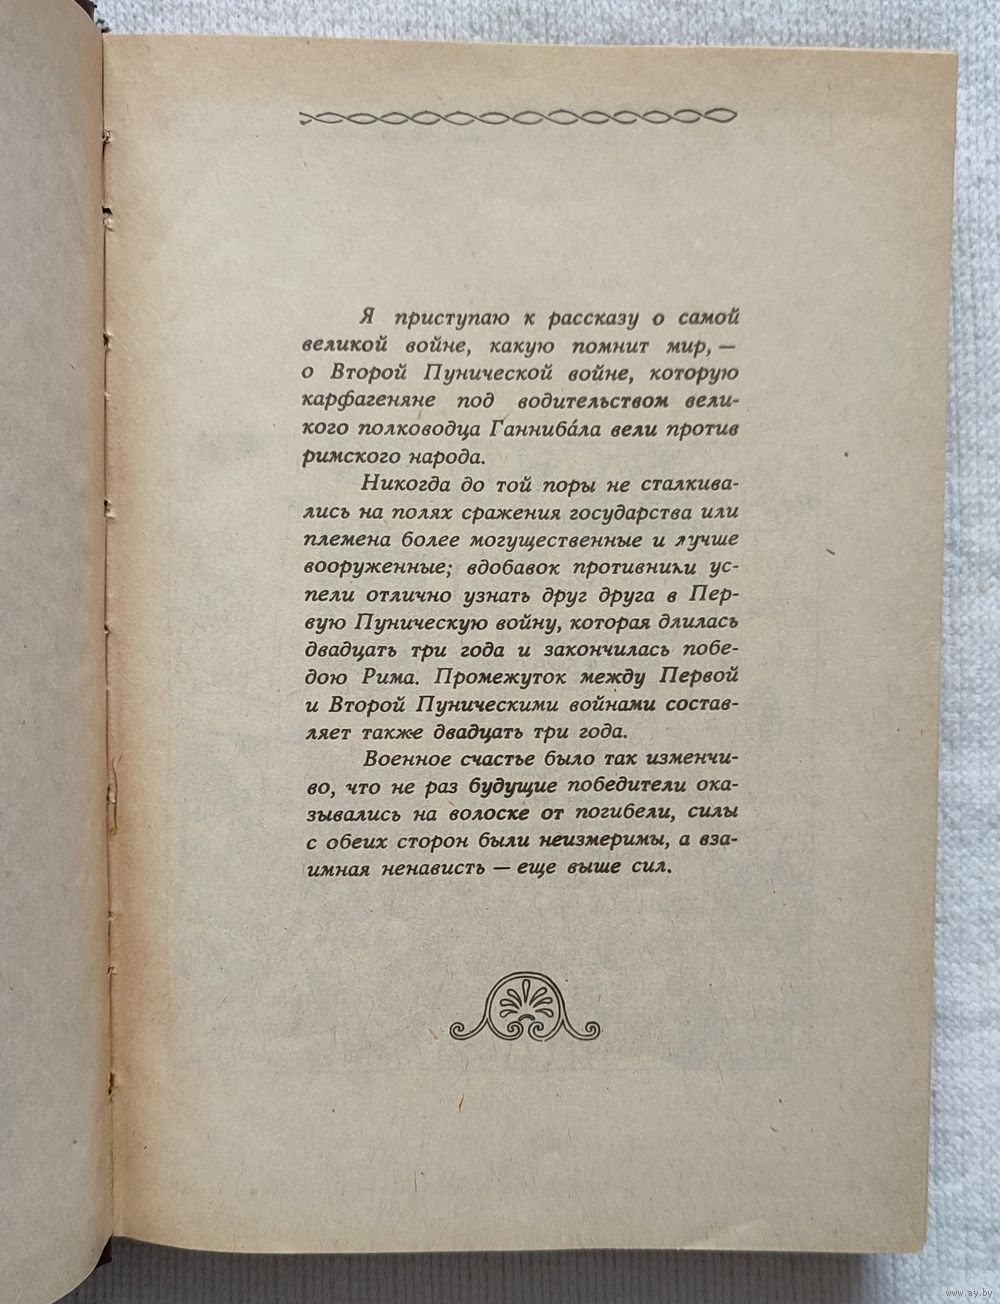 Я приступаю к рассказу о самой
великой войне, какую помнит мир, —
о Второй Пунической войне, которую
карфагеняне под водительством вели-
кого полководца Ганниба́ла вели против
римского народа.
Никогда до той поры не сталкива-
лись на полях сражения государства или
племена более могущественные и лучше
вооруженные; вдобавок противники ус-
пели отлично узнать друг друга в Пер-
вую Пуническую войну, которая длилась
двадцать три года и закончилась побе-
дою Рима. Промежуток между Первой
и Второй Пуническими войнами состав-
ляет также двадцать три года.
Военное счастье было так изменчи-
во, что не раз будущие победители ока-
зывались на волоске от погибели, силы
с обеих сторон были неизмеримы, а вза-
имная ненависть — еще выше сил.
www.ay.by